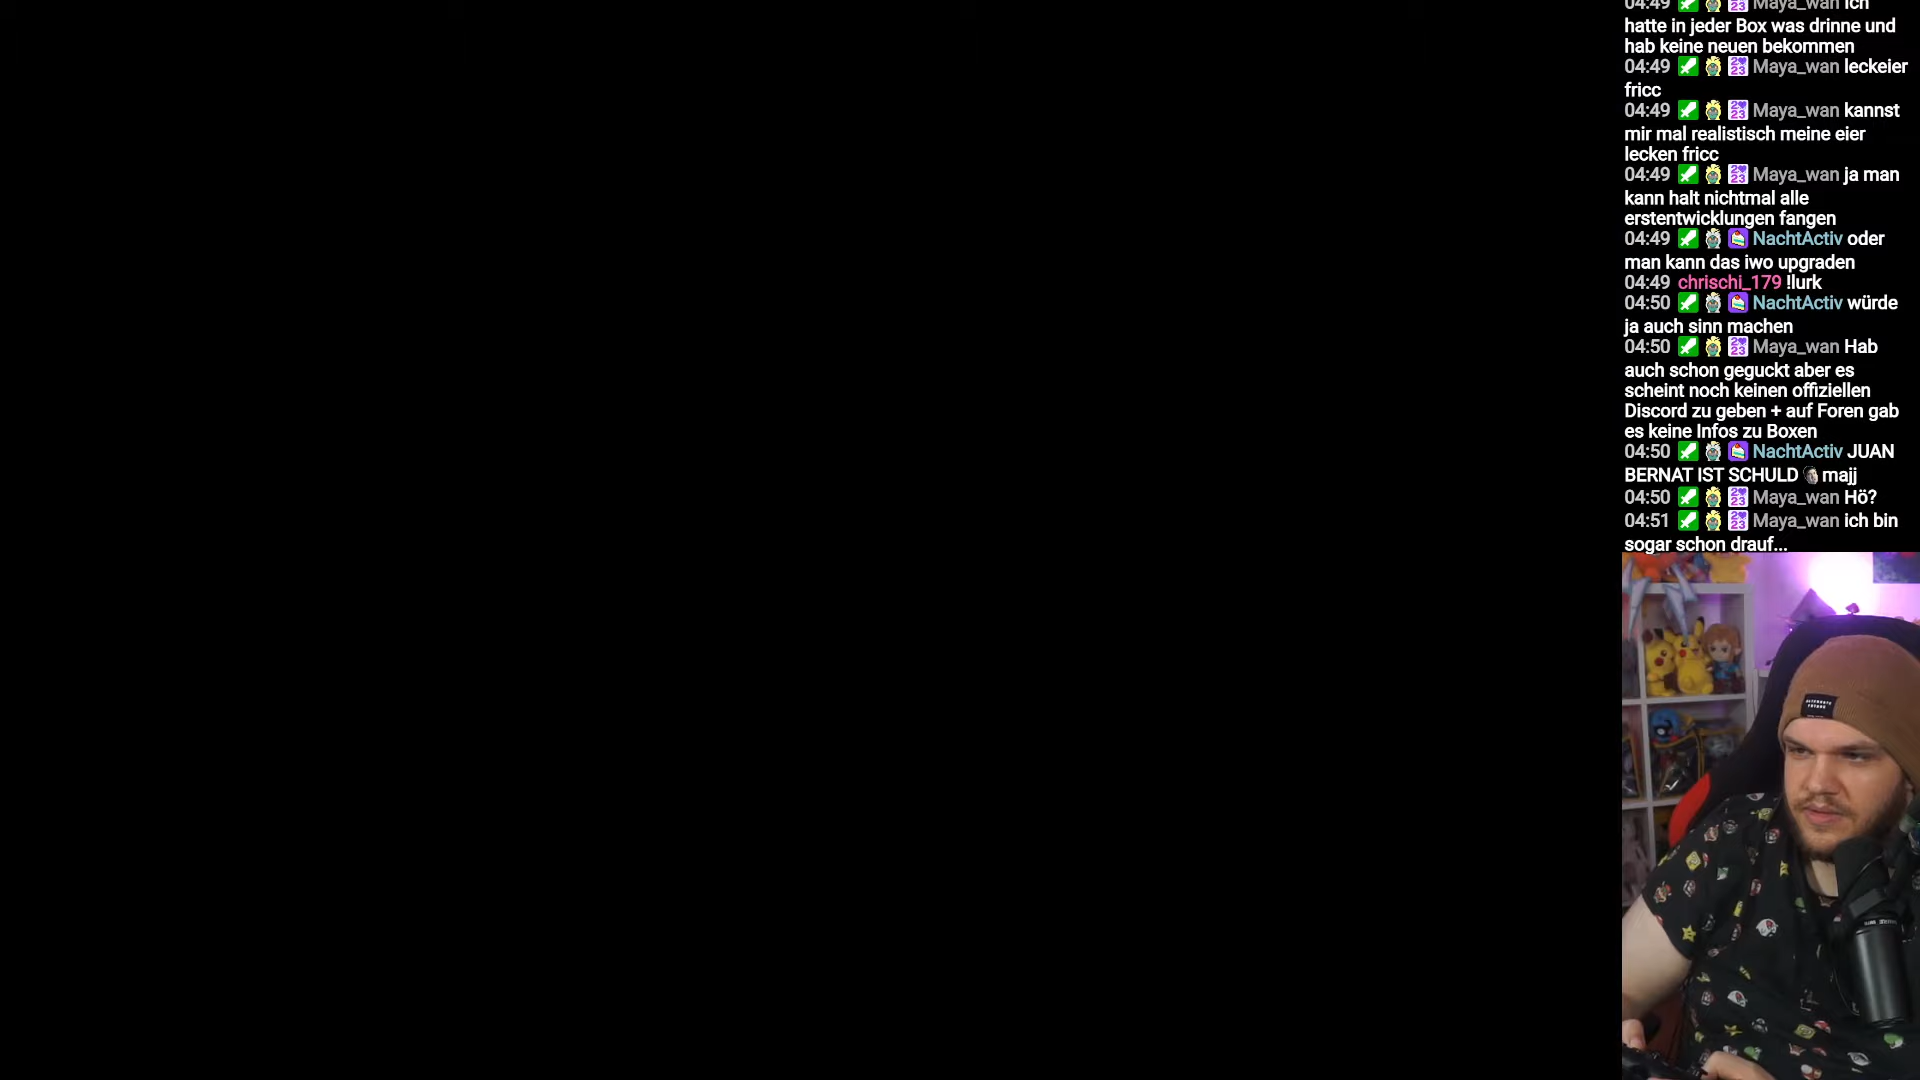 04:49 Maya_wan Ich
hatte in jeder Box was drinne und
hab keine neuen bekommen
04:49 Maya_wan leckeier
fricc
04:49 Maya_wan kannst
mir mal realistisch meine eier
lecken fricc
04:49 Maya_wan ja man
kann halt nichtmal alle
erstentwicklungen fangen
04:49 NachtActiv oder
man kann das iwo upgraden
04:49 chrischi_179 !lurk
04:50 NachtActiv würde
ja auch sinn machen
04:50 Maya_wan Hab
auch schon geguckt aber es
scheint noch keinen offiziellen
Discord zu geben + auf Foren gab
es keine Infos zu Boxen
04:50 NachtActiv JUAN
BERNAT IST SCHULD majj
04:50 Maya_wan Hö?
04:51 Maya_wan ich bin
sogar schon drauf...